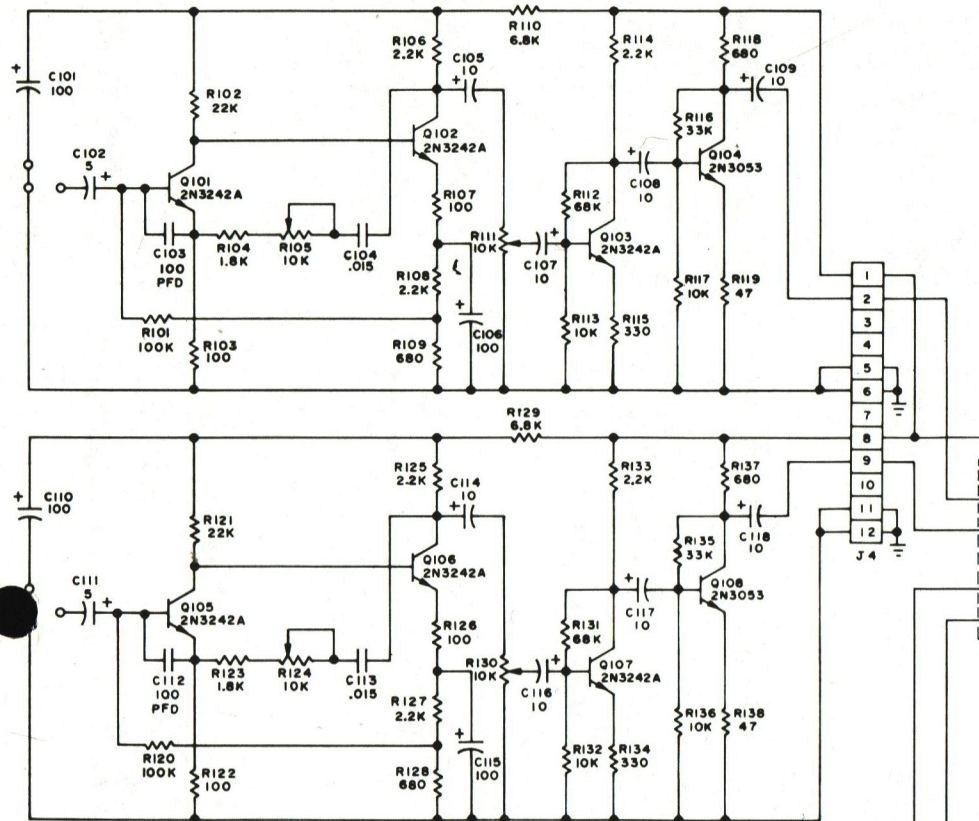 R110
6.8K
R106
2.2K
C105
10
R114
2.2K
R118
680
C109
10
C101
100
R102
22K
R116
33K
Q102
2N3242A
Q104
2N3053
C102
5
Q101
2N3242A
C108
10
R107
100
R112
68K
C103
100
PFD
R104
1.8K
R105
10K
C104
.015
R111
10K
C107
10
Q103
2N3242A
R108
2.2K
R117
10K
R119
47
R101
100K
R103
100
R109
680
C106
100
R113
10K
R115
330
1
2
3
4
5
6
7
8
9
10
11
12
J4
R129
6.8K
R125
2.2K
C114
10
R133
2.2K
R137
680
C118
10
C110
100
R121
22K
R135
33K
Q106
2N3242A
Q108
2N3053
C111
5
Q105
2N3242A
C117
10
R126
100
R131
68K
C112
100
PFD
R123
1.8K
R124
10K
C113
.015
R130
10K
C116
10
Q107
2N3242A
R127
2.2K
R136
10K
R138
47
R120
100K
R122
100
R128
680
C115
100
R132
10K
R134
330